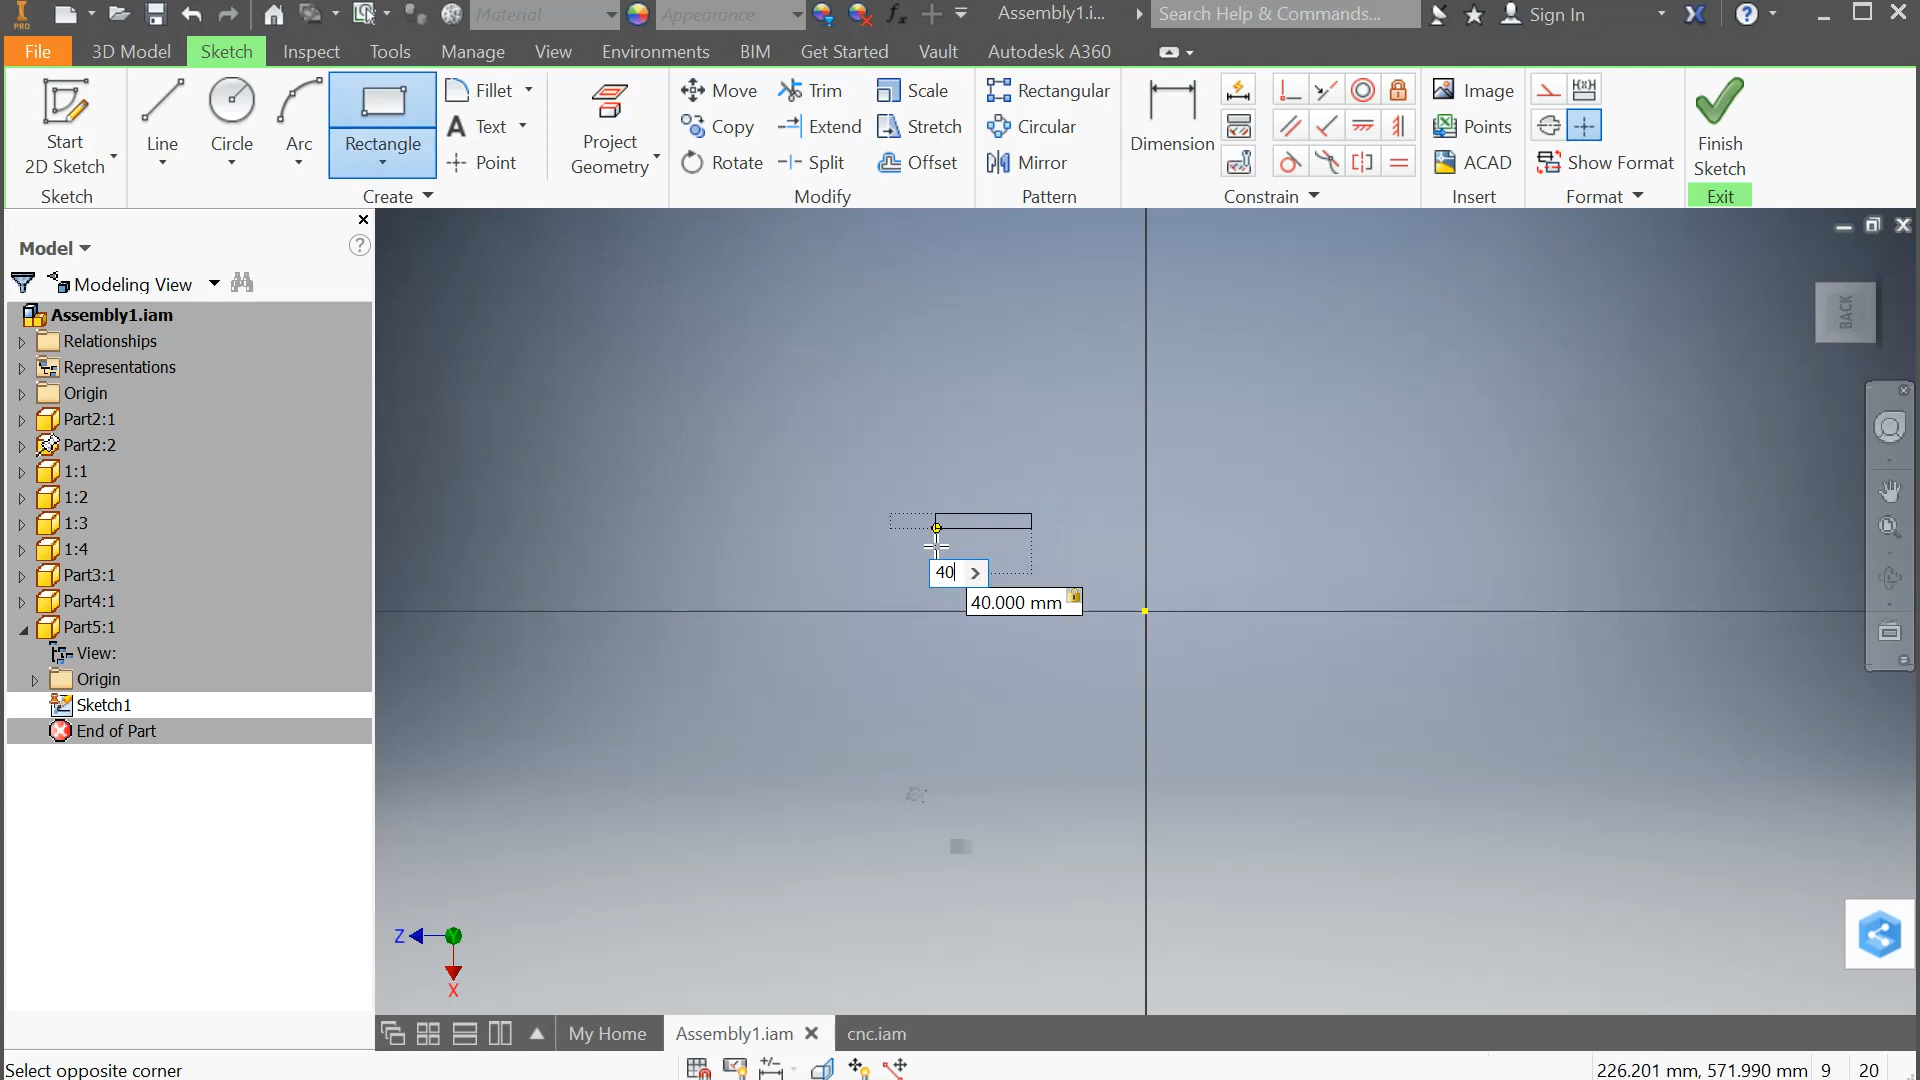 PRO
Material
Appearance
Assembly1.i...
Search Help & Commands...
Sign In
File
3D Model
Sketch
Inspect
Tools
Manage
View
Environments
BIM
Get Started
Vault
Autodesk A360
Start
2D Sketch
Line
Circle
Arc
Rectangle
Fillet
Text
Point
Project
Geometry
Move
Copy
Rotate
Trim
Extend
Split
Scale
Stretch
Offset
Rectangular
Circular
Mirror
Dimension
Image
Points
ACAD
Show Format
Finish
Sketch
Sketch
Create
Modify
Pattern
Constrain
Insert
Format
Exit
Model
Modeling View
Assembly1.iam
Relationships
Representations
Origin
Part2:1
Part2:2
1:1
1:2
1:3
1:4
Part3:1
Part4:1
Part5:1
View:
Origin
Sketch1
End of Part
BACK
40
40.000 mm
Z
X
My Home
Assembly1.iam
cnc.iam
Select opposite corner
226.201 mm, 571.990 mm
9
20